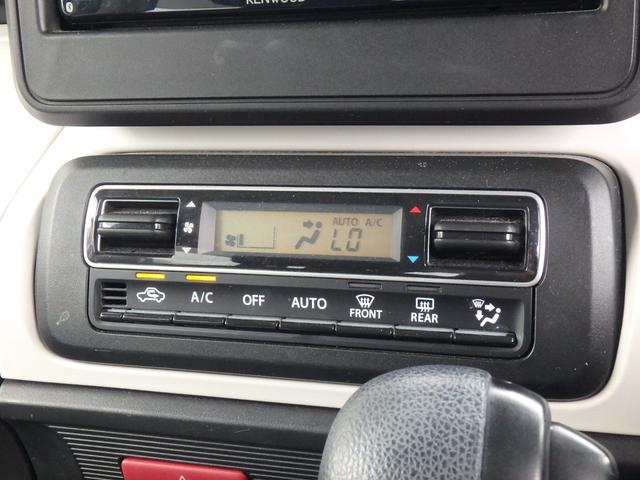 KENWOOD
AUTO A/C
LO
A/C OFF AUTO FRONT REAR